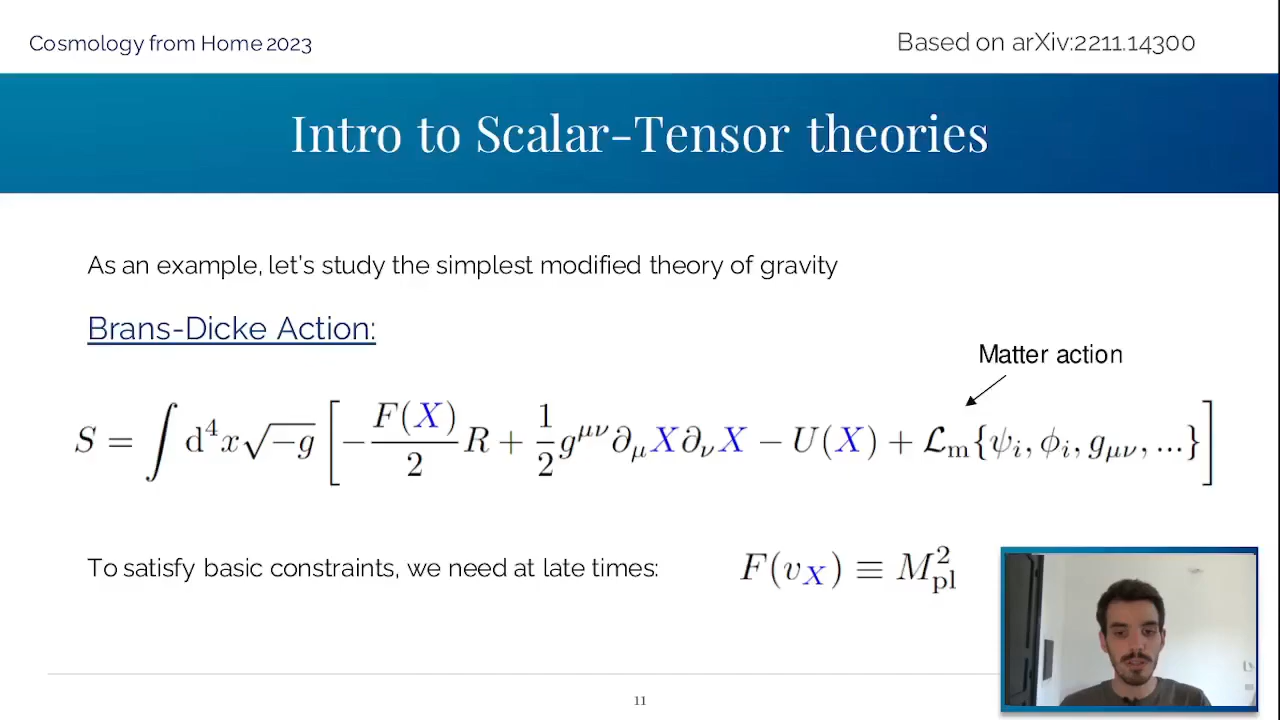 Cosmology from Home 2023
Based on arXiv:2211.14300
Intro to Scalar-Tensor theories
As an example, let's study the simplest modified theory of gravity
Brans-Dicke Action:
Matter action
S = ∫ d⁴x√−g [ −F(X)/2 R + 1/2 g^{μν} ∂_μ X ∂_ν X − U(X) + ℒ_m{ψ_i, ϕ_i, g_{μν}, ...} ]
To satisfy basic constraints, we need at late times: F(v_X) ≡ M²_pl
11